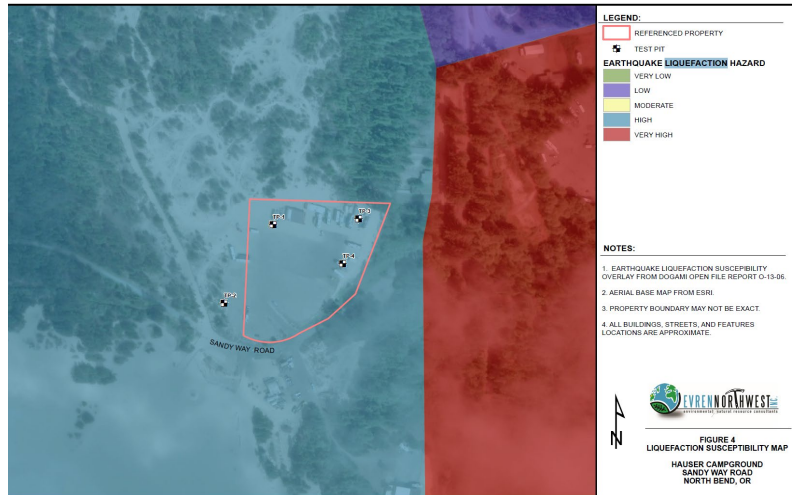 TP-1
TP-3
TP-4
TP-2
SANDY WAY ROAD
LEGEND:
REFERENCED PROPERTY
TEST PIT
EARTHQUAKE LIQUEFACTION HAZARD
VERY LOW
LOW
MODERATE
HIGH
VERY HIGH
NOTES:
1. EARTHQUAKE LIQUEFACTION SUSCEPIBILITY
OVERLAY FROM DOGAMI OPEN FILE REPORT O-13-06.
2. AERIAL BASE MAP FROM ESRI.
3. PROPERTY BOUNDARY MAY NOT BE EXACT.
4. ALL BUILDINGS, STREETS, AND FEATURES
LOCATIONS ARE APPROXIMATE.
EVREN NORTHWEST INC.
environmental natural resource consultants
N
FIGURE 4
LIQUEFACTION SUSCEPTIBILITY MAP
HAUSER CAMPGROUND
SANDY WAY ROAD
NORTH BEND, OR